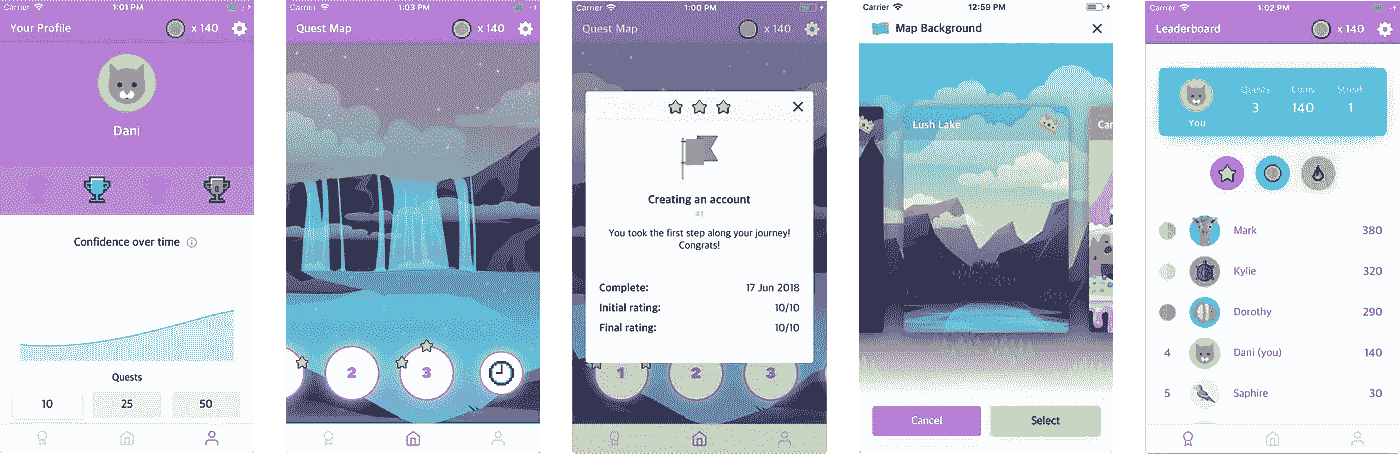 Carrier 1:01 PM
Your Profile x 140
Dani
Confidence over time
Quests
10 25 50
Carrier 1:03 PM
Quest Map x 140
2 3
Carrier 1:00 PM
Quest Map x 140
Creating an account
#1
You took the first step along your journey!
Congrats!
Complete: 17 Jun 2018
Initial rating: 10/10
Final rating: 10/10
1 2 3
Carrier 12:59 PM
Map Background
Lush Lake
Can
Cancel Select
Carrier 1:02 PM
Leaderboard x 140
Quests Coins Streak
3 140 1
You
Mark 380
Kylie 320
Dorothy 290
4 Dani (you) 140
5 Saphire 30